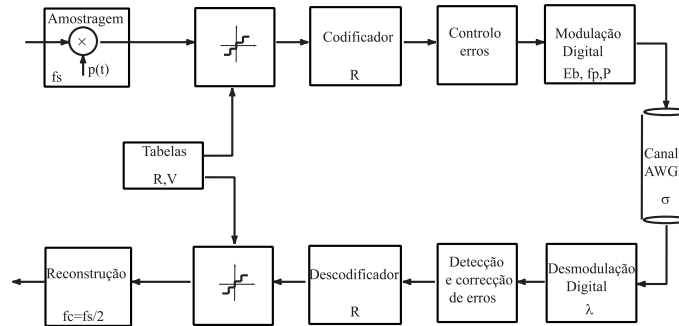 Amostragem
×
p(t)
fs
Codificador
R
Controlo
erros
Modulação
Digital
Eb, fp,P
Canal
AWG
σ
Tabelas
R,V
Reconstrução
fc=fs/2
Descodificador
R
Detecção
e correcção
de erros
Desmodulação
Digital
λ